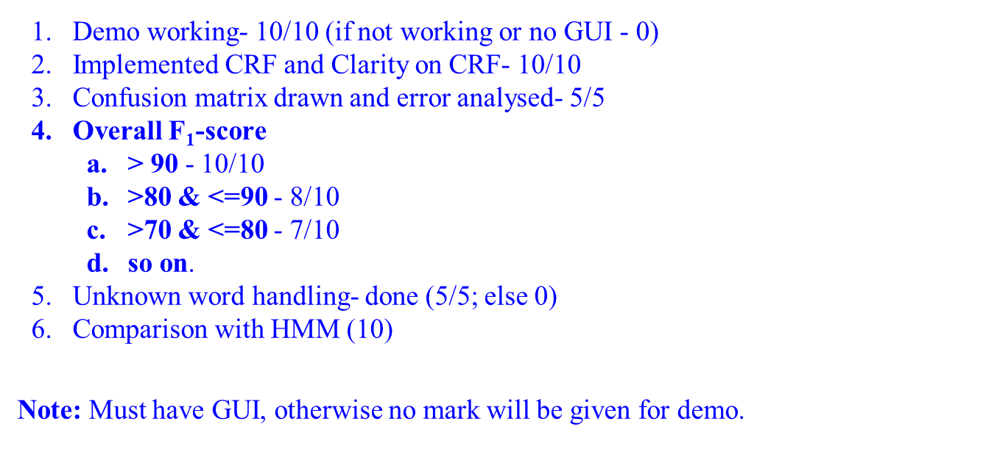 1. Demo working- 10/10 (if not working or no GUI - 0)
2. Implemented CRF and Clarity on CRF- 10/10
3. Confusion matrix drawn and error analysed- 5/5
4. Overall F₁-score
a. > 90 - 10/10
b. >80 & <=90 - 8/10
c. >70 & <=80 - 7/10
d. so on.
5. Unknown word handling- done (5/5; else 0)
6. Comparison with HMM (10)
Note: Must have GUI, otherwise no mark will be given for demo.